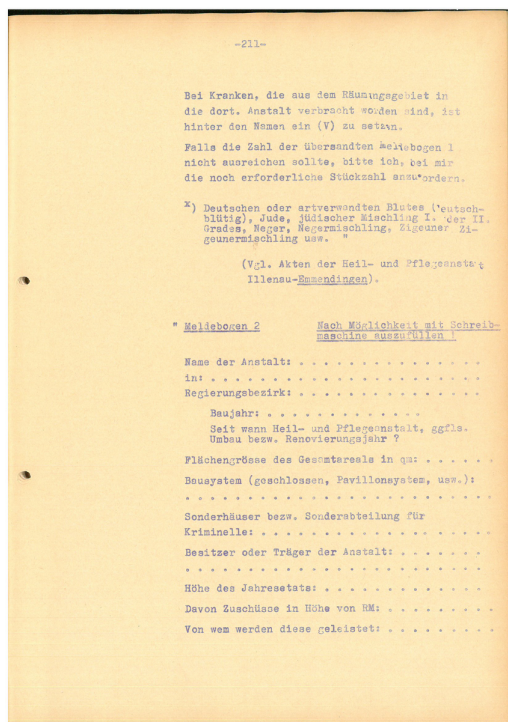 -211-
Bei Kranken, die aus dem Räumungsgebiet in
die dort. Anstalt verbracht worden sind, ist
hinter den Namen ein (V) zu setzen.
Falls die Zahl der übersandten Meldebogen 1
nicht ausreichen sollte, bitte ich, bei mir
die noch erforderliche Stückzahl anzufordern.
x) Deutschen oder artverwandten Blutes (deutsch-
blütig), Jude, jüdischer Mischling I. oder II.
Grades, Neger, Negermischling, Zigeuner Zi-
geunermischling usw. "
(Vgl. Akten der Heil- und Pflegeanstalt
Illenau-Emmendingen).
" Meldebogen 2 Nach Möglichkeit mit Schreib-
maschine auszufüllen !
Name der Anstalt: . . . . . . . . . . . . . . . .
in: . . . . . . . . . . . . . . . . . . . . . . .
Regierungsbezirk: . . . . . . . . . . . . . . . .
Baujahr: . . . . . . . . . . . . .
Seit wann Heil- und Pflegeanstalt, ggfls.
Umbau bezw. Renovierungsjahr ?
Flächengrösse des Gesamtareals in qm: . . . . . .
Bausystem (geschlossen, Pavillonsystem, usw.):
. . . . . . . . . . . . . . . . . . . . . . . . .
Sonderhäuser bezw. Sonderabteilung für
Kriminelle: . . . . . . . . . . . . . . . . . . .
Besitzer oder Träger der Anstalt: . . . . . . .
. . . . . . . . . . . . . . . . . . . . . . . .
Höhe des Jahresetats: . . . . . . . . . . . . . .
Davon Zuschüsse in Höhe von RM: . . . . . . . . .
Von wem werden diese geleistet: . . . . . . . . .